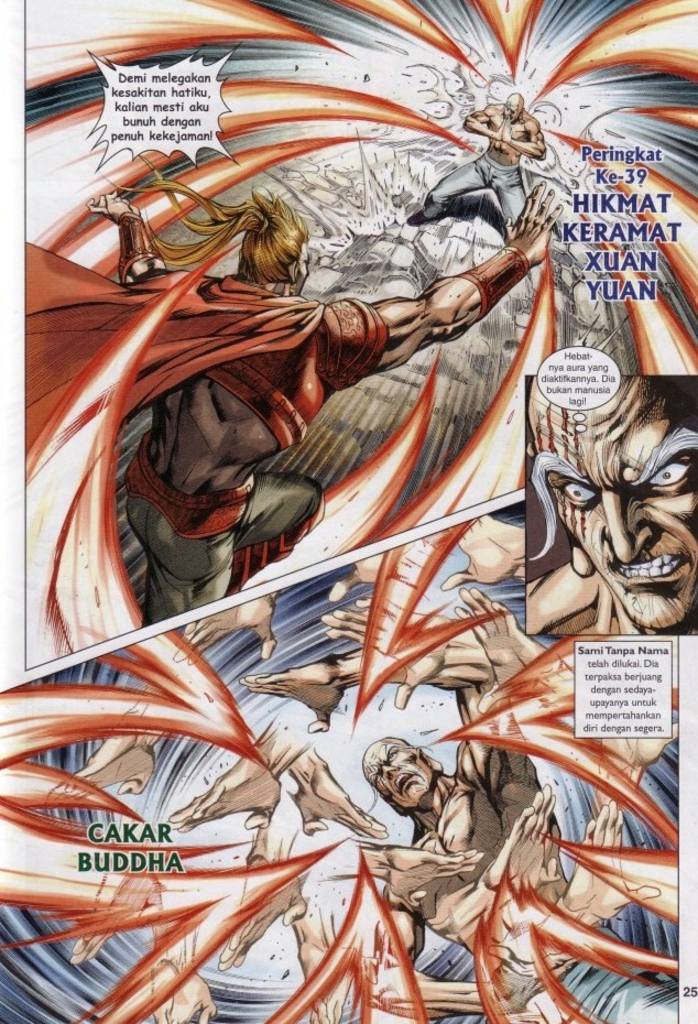 Demi melegakan
kesakitan hatiku,
kalian mesti aku
bunuh dengan
penuh kekejaman!
Peringkat
Ke-39
HIKMAT
KERAMAT
XUAN
YUAN
Hebat-
nya aura yang
diaktifkannya. Dia
bukan manusia
lagi!
Sami Tanpa Nama
telah dilukai. Dia
terpaksa berjuang
dengan sedaya-
upayanya untuk
mempertahankan
diri dengan segera.
CAKAR
BUDDHA
25